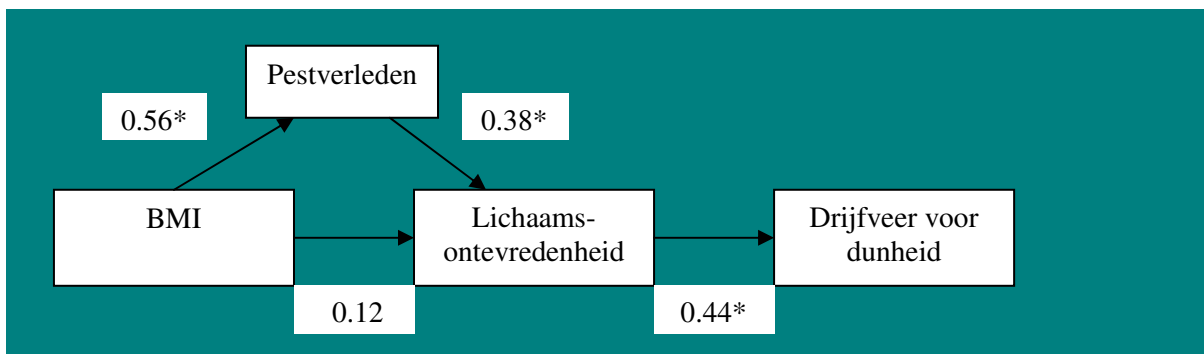 Pestverleden
0.56*
0.38*
BMI
Lichaams-
ontevredenheid
Drijfveer voor
dunheid
0.12
0.44*